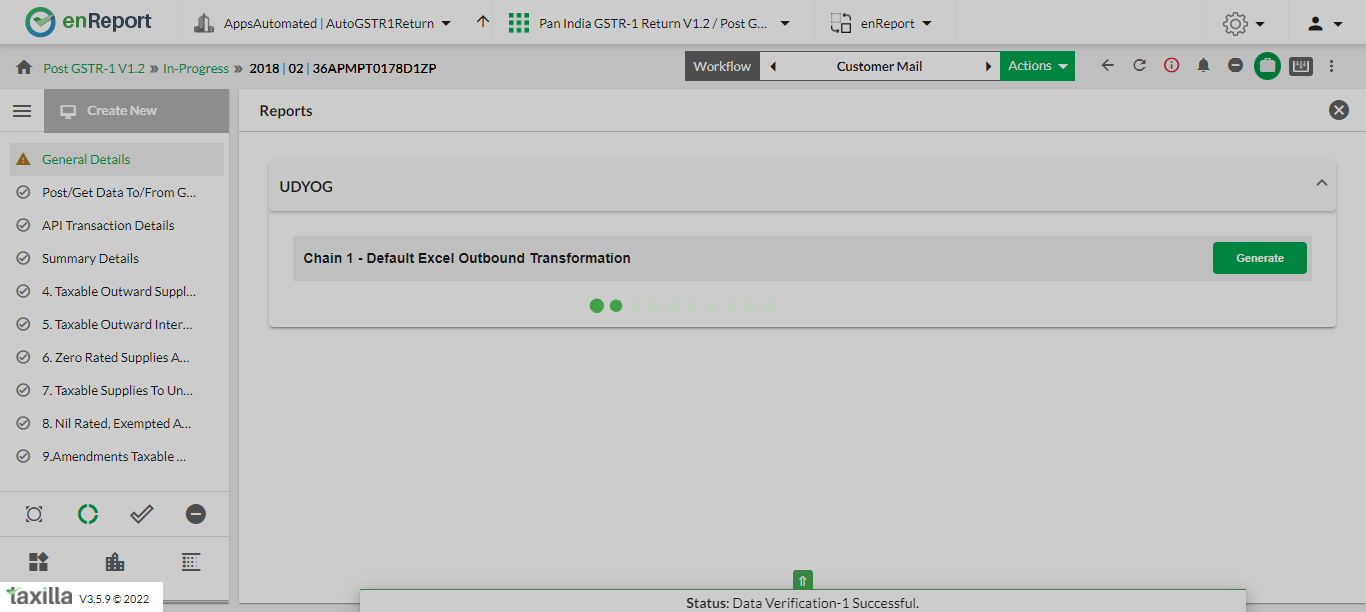 enReport
AppsAutomated | AutoGSTR1Return
Pan India GSTR-1 Return V1.2 / Post G...
enReport
Post GSTR-1 V1.2 » In-Progress » 2018 | 02 | 36APMPT0178D1ZP
Workflow
Customer Mail
Actions
Create New
Reports
General Details
Post/Get Data To/From G...
API Transaction Details
Summary Details
4. Taxable Outward Suppl...
5. Taxable Outward Inter...
6. Zero Rated Supplies A...
7. Taxable Supplies To Un...
8. Nil Rated, Exempted A...
9.Amendments Taxable ...
UDYOG
Chain 1 - Default Excel Outbound Transformation
Generate
taxilla V3.5.9 © 2022
Status: Data Verification-1 Successful.